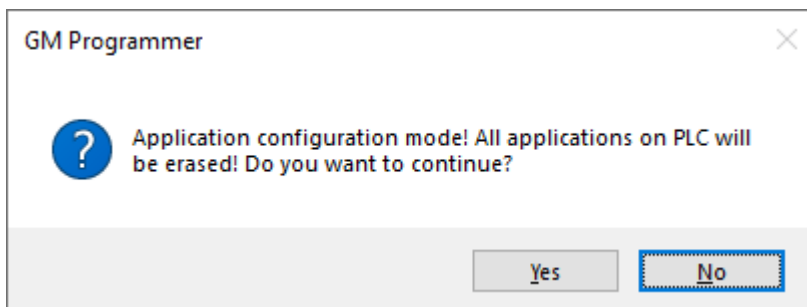 GM Programmer
Application configuration mode! All applications on PLC will
be erased! Do you want to continue?
Yes
No